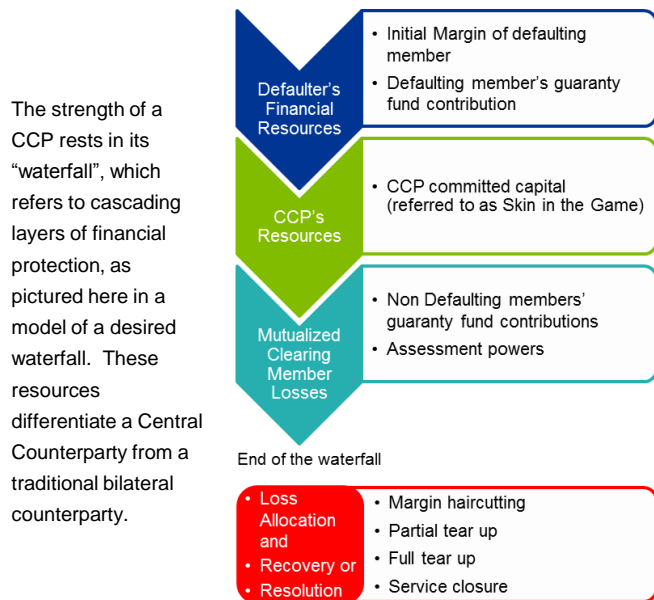 The strength of a
CCP rests in its
“waterfall”, which
refers to cascading
layers of financial
protection, as
pictured here in a
model of a desired
waterfall.  These
resources
differentiate a Central
Counterparty from a
traditional bilateral
counterparty.
Defaulter’s
Financial
Resources
• Initial Margin of defaulting
member
• Defaulting member’s guaranty
fund contribution
CCP’s
Resources
• CCP committed capital
(referred to as Skin in the Game)
Mutualized
Clearing
Member
Losses
• Non Defaulting members’
guaranty fund contributions
• Assessment powers
End of the waterfall
• Loss
Allocation
and
• Recovery or
• Resolution
• Margin haircutting
• Partial tear up
• Full tear up
• Service closure